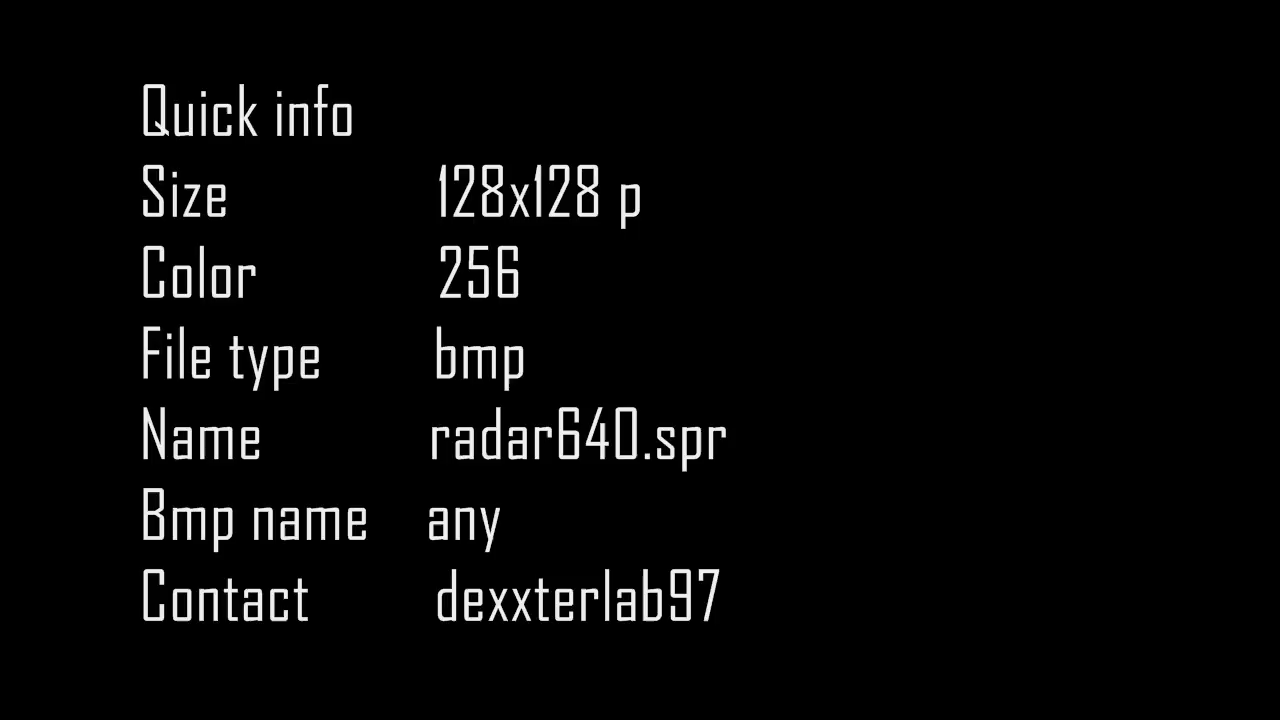 Quick info
Size 128x128 p
Color 256
File type bmp
Name radar640.spr
Bmp name any
Contact dexxterlab97